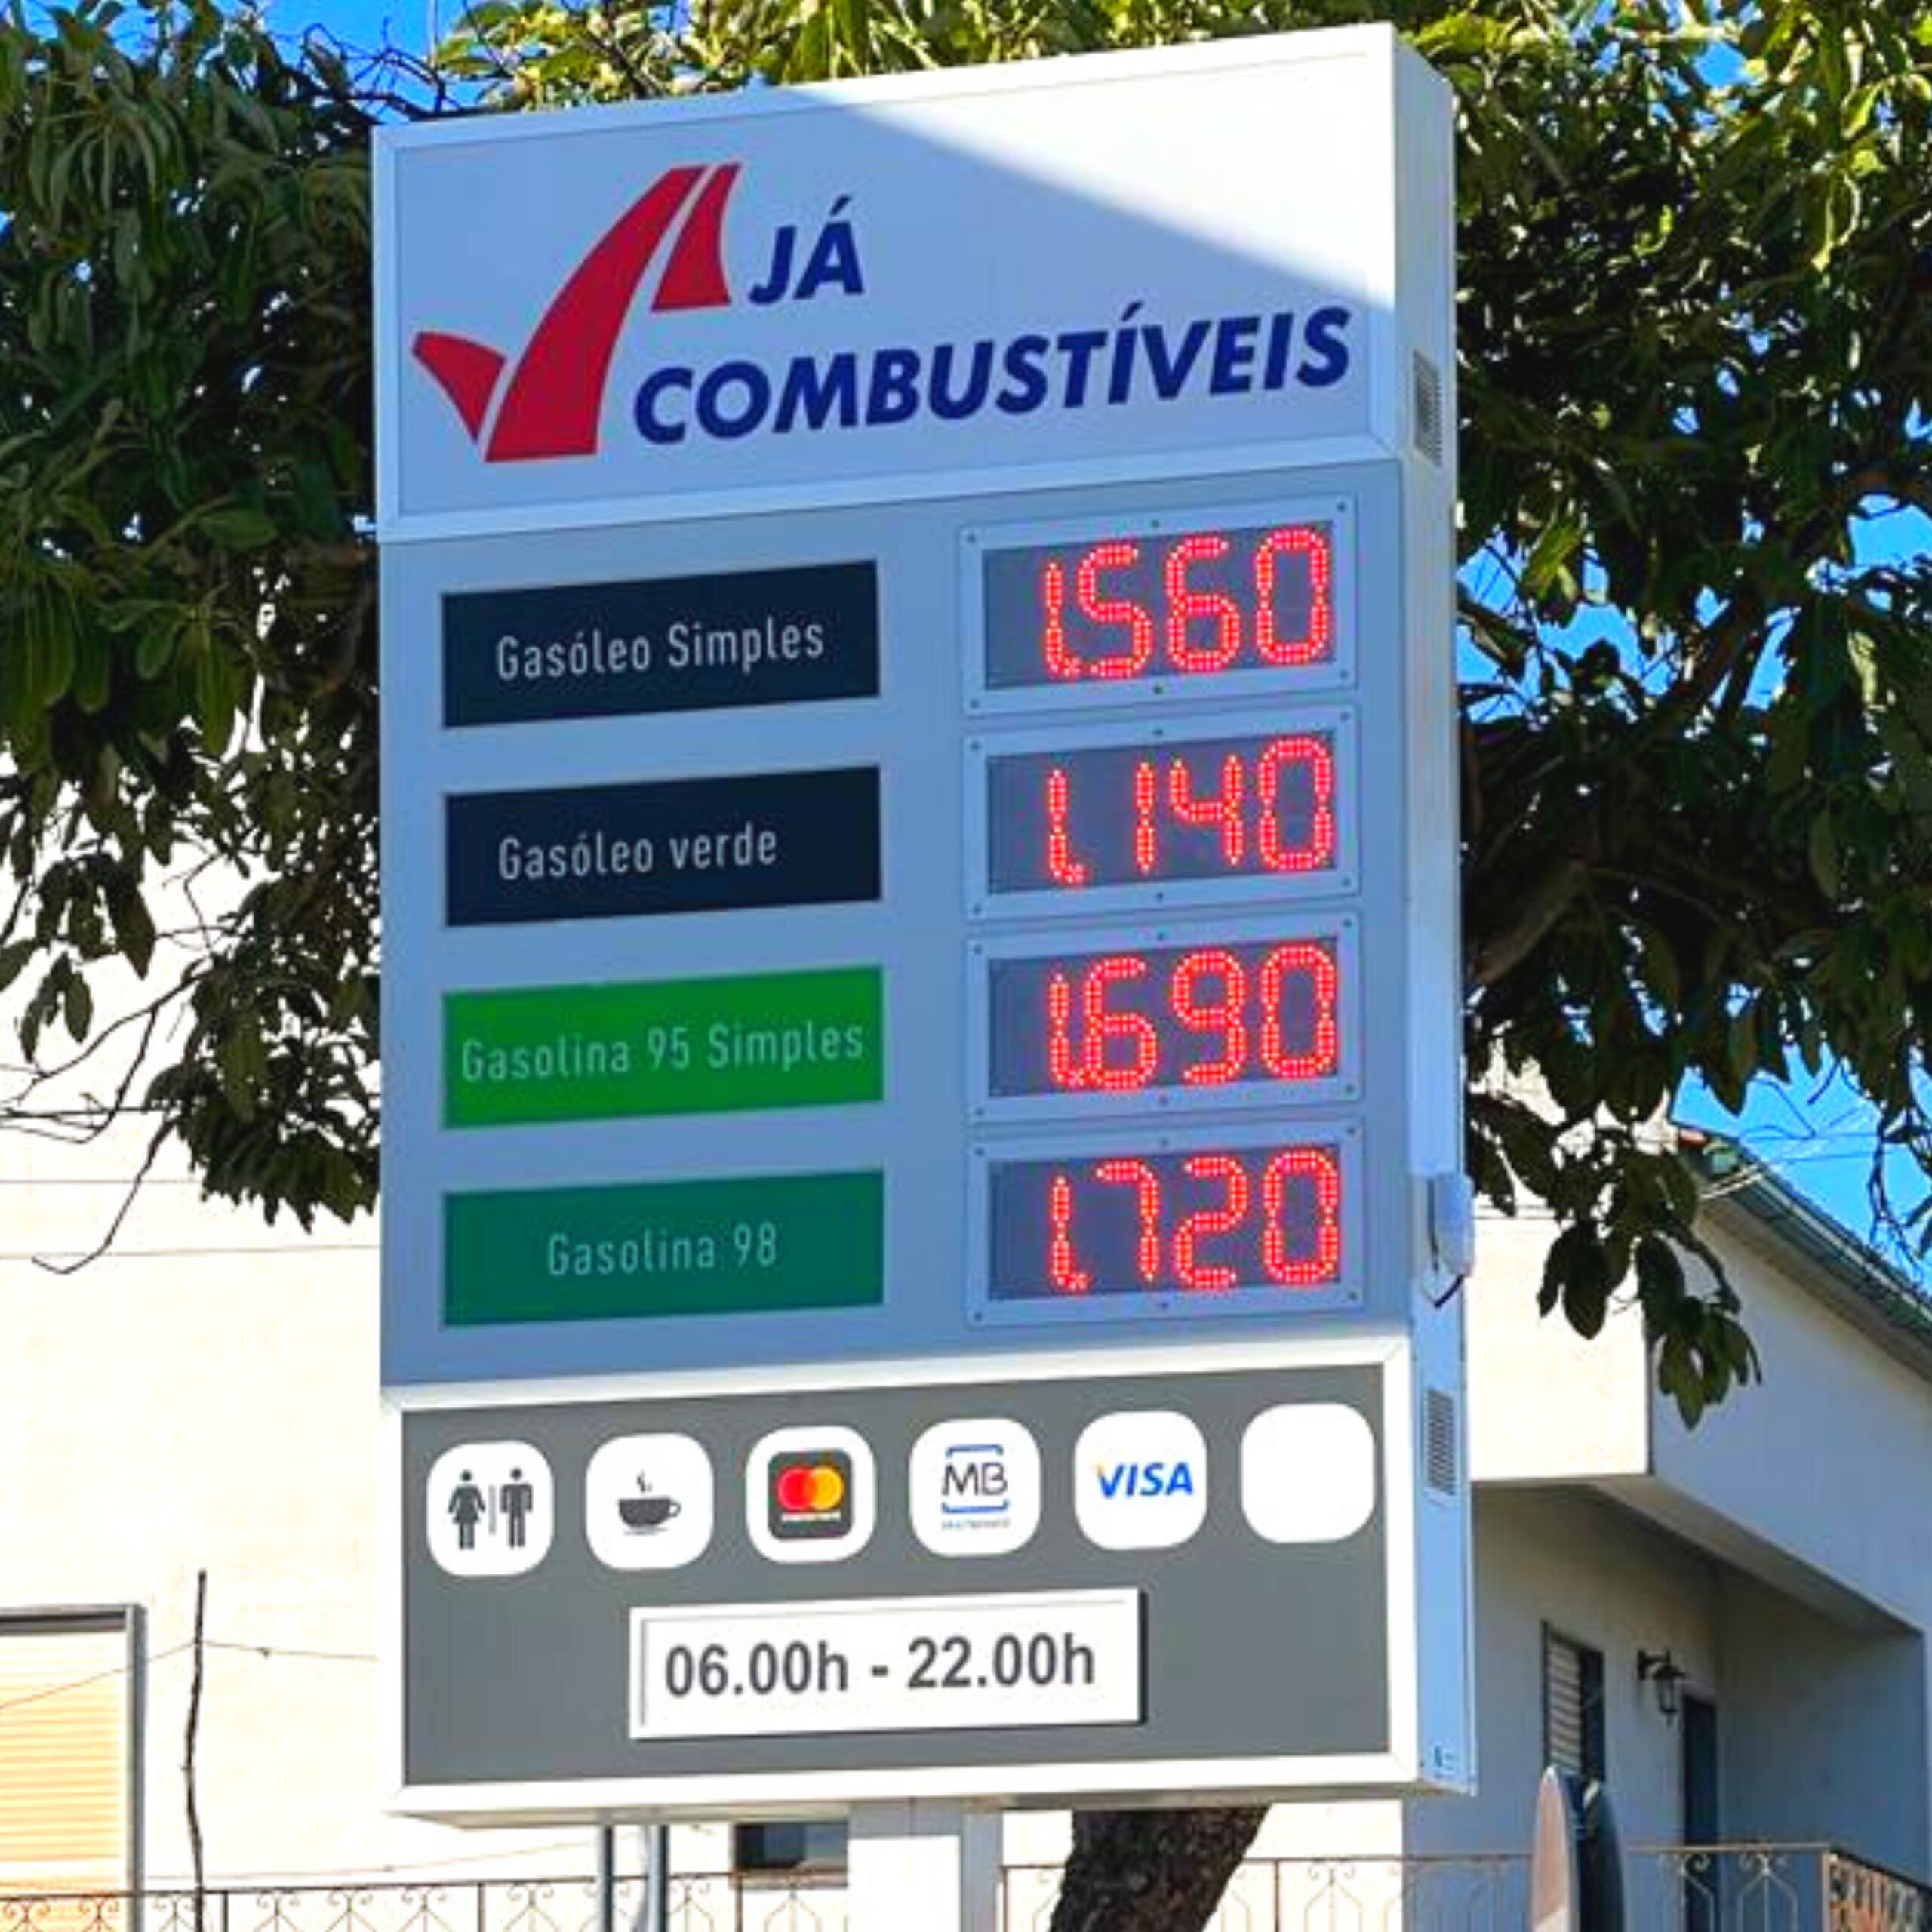 JÁ
COMBUSTÍVEIS
Gasóleo Simples 1.560
Gasóleo verde 1.140
Gasolina 95 Simples 1.690
Gasolina 98 1.720
MB
VISA
06.00h - 22.00h